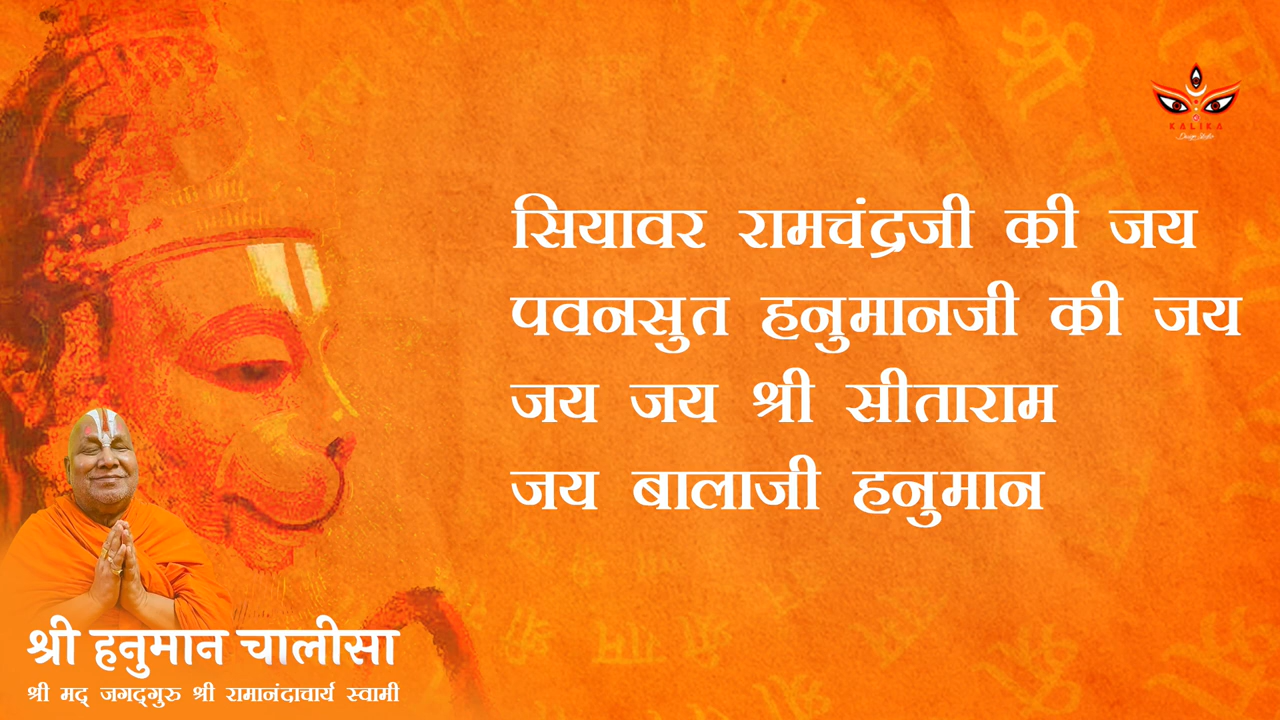 सियावर रामचंद्रजी की जय
पवनसुत हनुमानजी की जय
जय जय श्री सीताराम
जय बालाजी हनुमान
KALIKA
श्री हनुमान चालीसा
श्री मद् जगद्गुरु श्री रामानंदाचार्य स्वामी